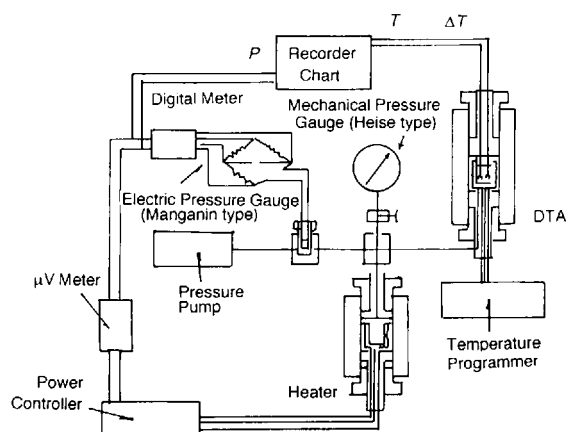 P
T
ΔT
Recorder
Chart
Digital Meter
Mechanical Pressure
Gauge (Heise type)
Electric Pressure Gauge
(Manganin type)
DTA
Pressure
Pump
μV Meter
Temperature
Programmer
Heater
Power
Controller